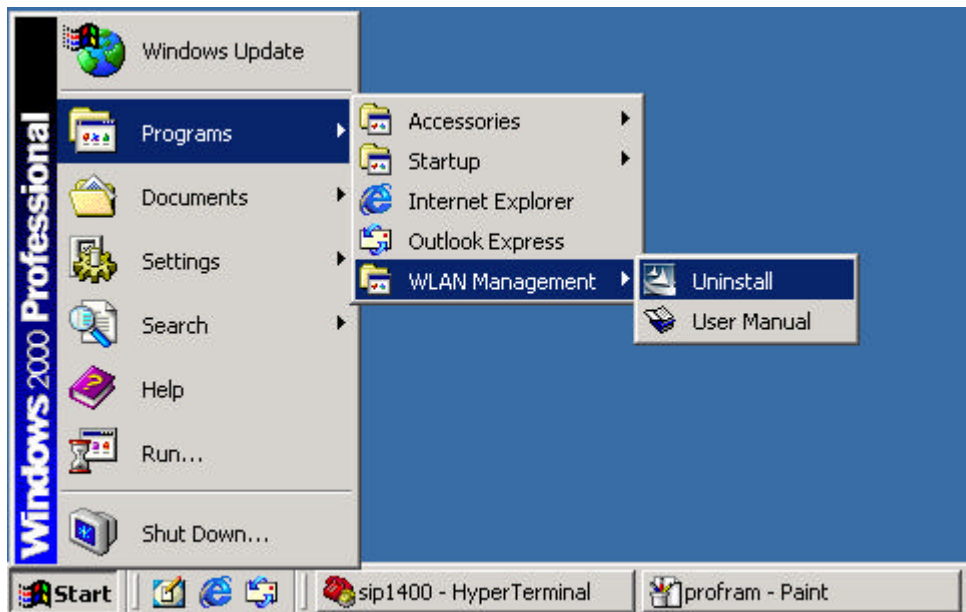 Windows 2000 Professional
Windows Update
Programs
Documents
Settings
Search
Help
Run...
Shut Down...
Accessories
Startup
Internet Explorer
Outlook Express
WLAN Management
Uninstall
User Manual
Start
sip1400 - HyperTerminal
profram - Paint